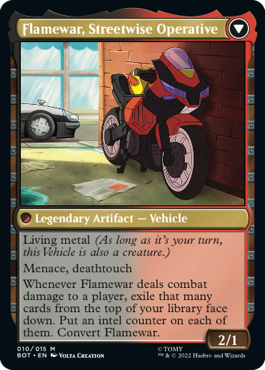 Flamewar, Streetwise Operative
Legendary Artifact — Vehicle
Living metal (As long as it's your turn,
this Vehicle is also a creature.)
Menace, deathtouch
Whenever Flamewar deals combat
damage to a player, exile that many
cards from the top of your library face
down. Put an intel counter on each of
them. Convert Flamewar.
2/1
010/015 M
BOT • EN Volta Creation
© TOMY
™ & © 2022 Hasbro and Wizards